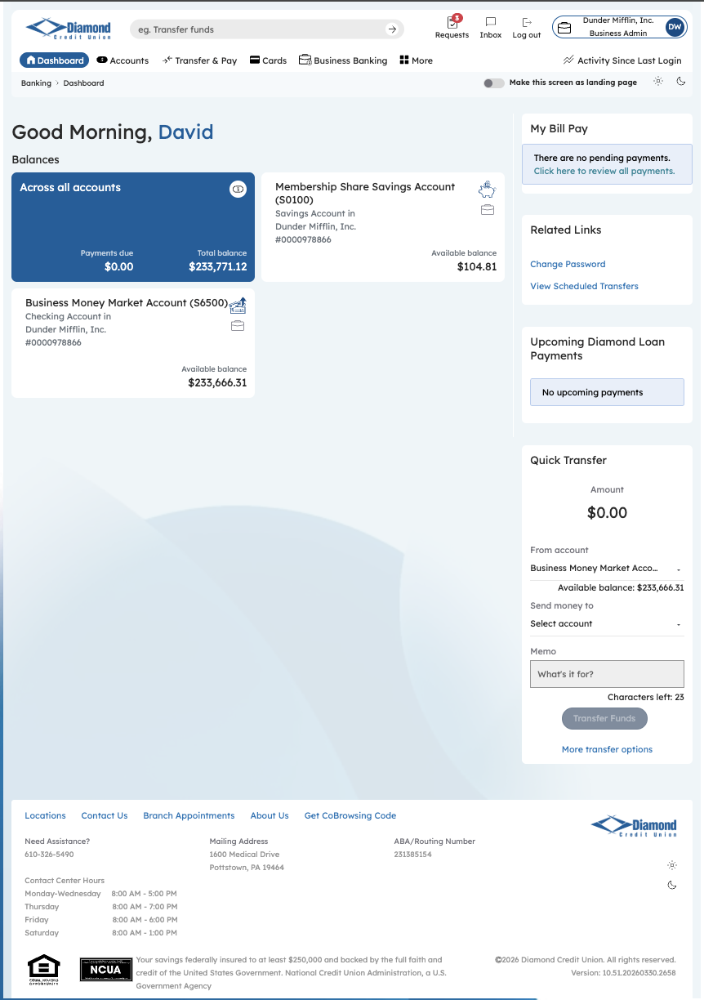 Diamond
Credit Union
eg. Transfer funds
3
Requests
Inbox
Log out
Dunder Mifflin, Inc.
Business Admin
DW
Dashboard
Accounts
Transfer & Pay
Cards
Business Banking
More
Activity Since Last Login
Banking > Dashboard
Make this screen as landing page
Good Morning, David
Balances
Across all accounts
Payments due
$0.00
Total balance
$233,771.12
Membership Share Savings Account
(S0100)
Savings Account in
Dunder Mifflin, Inc.
#0000978866
Available balance
$104.81
Business Money Market Account (S6500)
Checking Account in
Dunder Mifflin, Inc.
#0000978866
Available balance
$233,666.31
My Bill Pay
There are no pending payments.
Click here to review all payments.
Related Links
Change Password
View Scheduled Transfers
Upcoming Diamond Loan
Payments
No upcoming payments
Quick Transfer
Amount
$0.00
From account
Business Money Market Acco...
Available balance: $233,666.31
Send money to
Select account
Memo
What's it for?
Characters left: 23
Transfer Funds
More transfer options
Locations
Contact Us
Branch Appointments
About Us
Get CoBrowsing Code
Diamond
Credit Union
Need Assistance?
610-326-5490
Mailing Address
1600 Medical Drive
Pottstown, PA 19464
ABA/Routing Number
231385154
Contact Center Hours
Monday-Wednesday 8:00 AM - 5:00 PM
Thursday 8:00 AM - 7:00 PM
Friday 8:00 AM - 6:00 PM
Saturday 8:00 AM - 1:00 PM
EQUAL HOUSING
OPPORTUNITY
NCUA
Your savings federally insured to at least $250,000 and backed by the full faith and
credit of the United States Government. National Credit Union Administration, a U.S.
Government Agency
©2026 Diamond Credit Union. All rights reserved.
Version: 10.51.20260330.2658